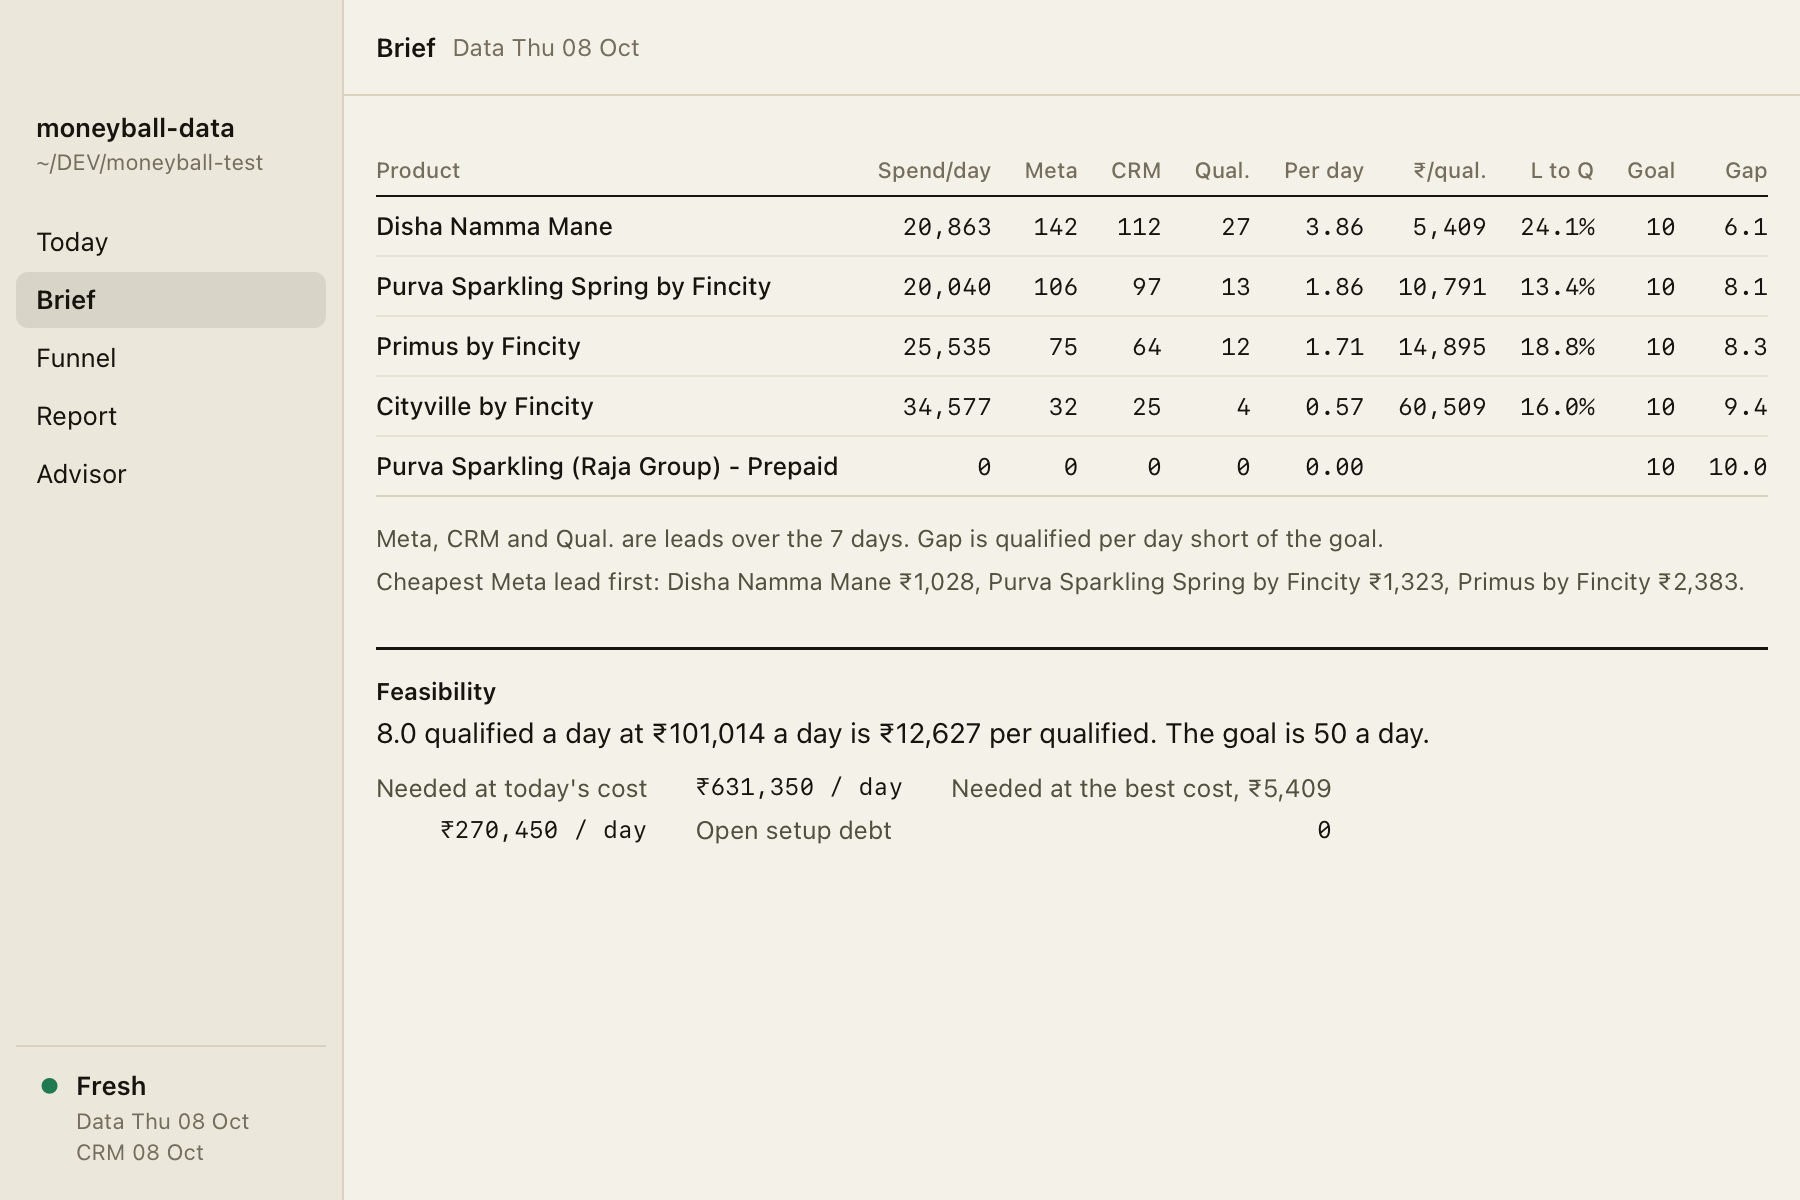 moneyball-data
~/DEV/moneyball-test
Today
Brief
Funnel
Report
Advisor
Fresh
Data Thu 08 Oct
CRM 08 Oct
Brief Data Thu 08 Oct
Product Spend/day Meta CRM Qual. Per day ₹/qual. L to Q Goal Gap
Disha Namma Mane 20,863 142 112 27 3.86 5,409 24.1% 10 6.1
Purva Sparkling Spring by Fincity 20,040 106 97 13 1.86 10,791 13.4% 10 8.1
Primus by Fincity 25,535 75 64 12 1.71 14,895 18.8% 10 8.3
Cityville by Fincity 34,577 32 25 4 0.57 60,509 16.0% 10 9.4
Purva Sparkling (Raja Group) - Prepaid 0 0 0 0 0.00 10 10.0
Meta, CRM and Qual. are leads over the 7 days. Gap is qualified per day short of the goal.
Cheapest Meta lead first: Disha Namma Mane ₹1,028, Purva Sparkling Spring by Fincity ₹1,323, Primus by Fincity ₹2,383.
Feasibility
8.0 qualified a day at ₹101,014 a day is ₹12,627 per qualified. The goal is 50 a day.
Needed at today's cost ₹631,350 / day Needed at the best cost, ₹5,409
₹270,450 / day Open setup debt 0